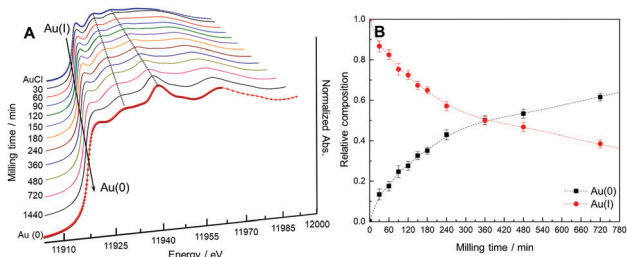 A
Au(I)
AuCl
30
60
90
120
150
180
240
360
480
720
1440
Au (0)
Au(0)
Milling time / min
11910
11925
11940
11955
11970
11985
12000
Energy / eV
Normalized Abs.
B
Relative composition
1.0
0.8
0.6
0.4
0.2
0.0
0 60 120 180 240 300 360 420 480 540 600 660 720 780
Milling time / min
Au(0)
Au(I)